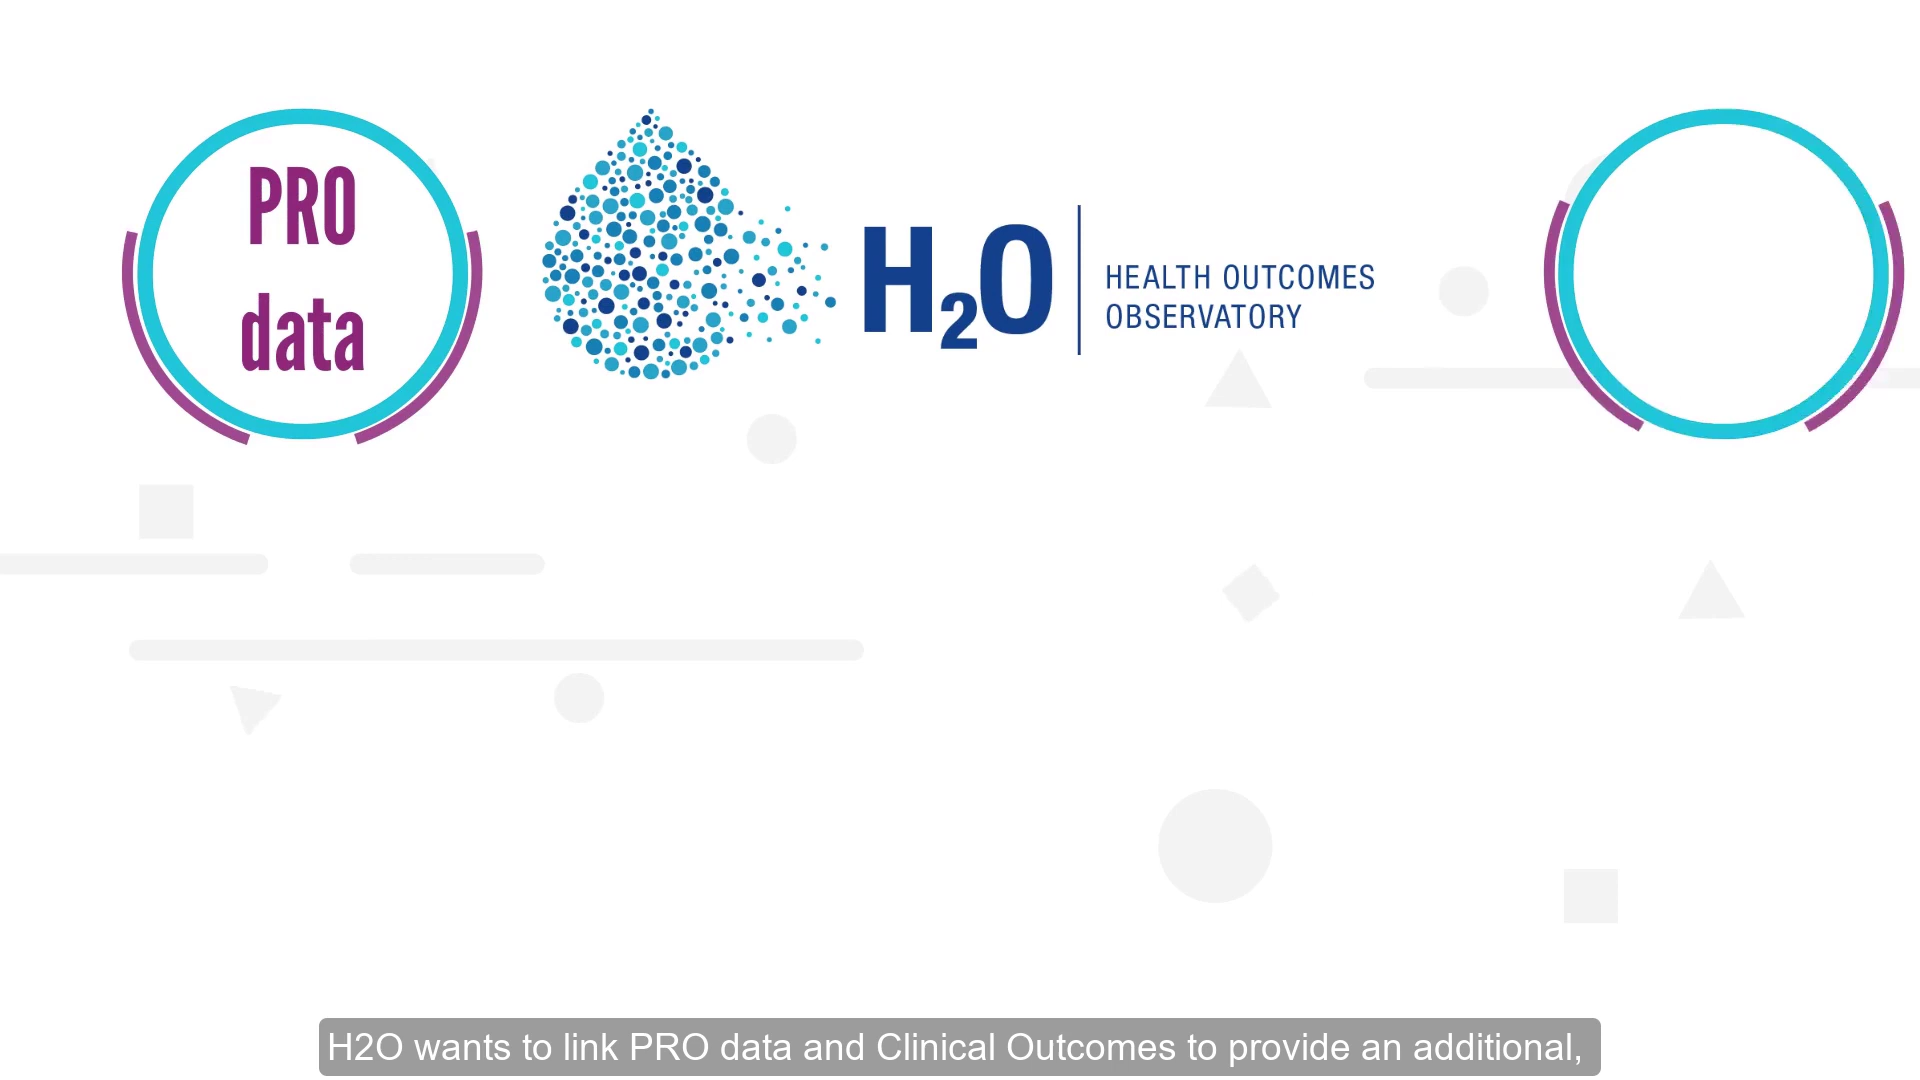 PRO
data
H2O
HEALTH OUTCOMES
OBSERVATORY
H2O wants to link PRO data and Clinical Outcomes to provide an additional,